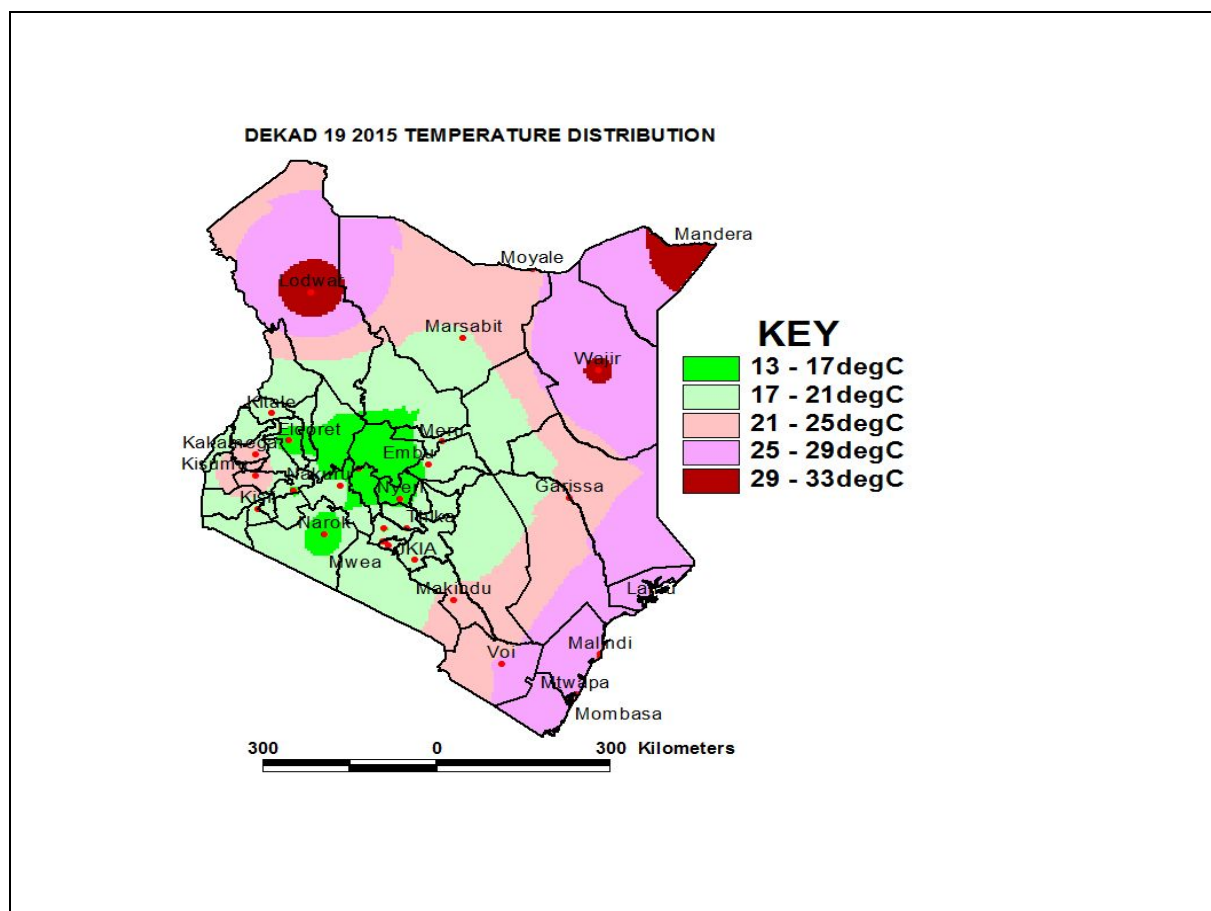 DEKAD 19 2015 TEMPERATURE DISTRIBUTION
Mandera
Moyale
Lodwar
Marsabit
KEY
Wajir
13 - 17degC
17 - 21degC
21 - 25degC
25 - 29degC
29 - 33degC
Kitale
Eldoret
Meru
Kakamega
Embu
Kisumu
Nakuru
Nyeri
Garissa
Kisii
Narok
Thika
JKIA
Mwea
Makindu
Lamu
Voi
Malindi
Mtwapa
Mombasa
300 0 300 Kilometers